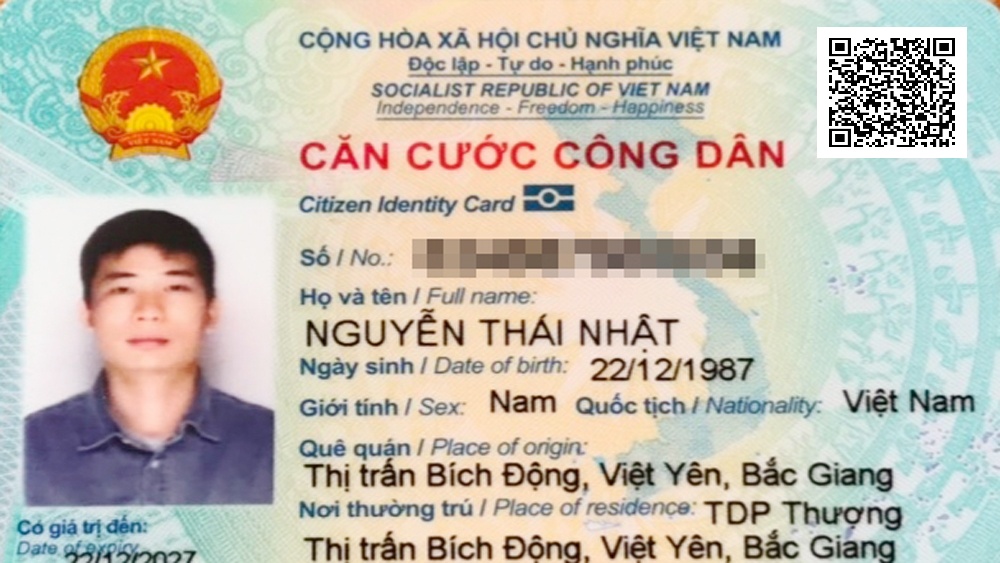 CỘNG HÒA XÃ HỘI CHỦ NGHĨA VIỆT NAM
Độc lập - Tự do - Hạnh phúc
SOCIALIST REPUBLIC OF VIET NAM
Independence - Freedom - Happiness
CĂN CƯỚC CÔNG DÂN
Citizen Identity Card
Số / No.:
Họ và tên / Full name:
NGUYỄN THÁI NHẬT
Ngày sinh / Date of birth: 22/12/1987
Giới tính / Sex: Nam Quốc tịch / Nationality: Việt Nam
Quê quán / Place of origin:
Thị trấn Bích Động, Việt Yên, Bắc Giang
Nơi thường trú / Place of residence: TDP Thượng
Thị trấn Bích Động, Việt Yên, Bắc Giang
Có giá trị đến:
Date of expiry
22/12/2027
VIỆT NAM